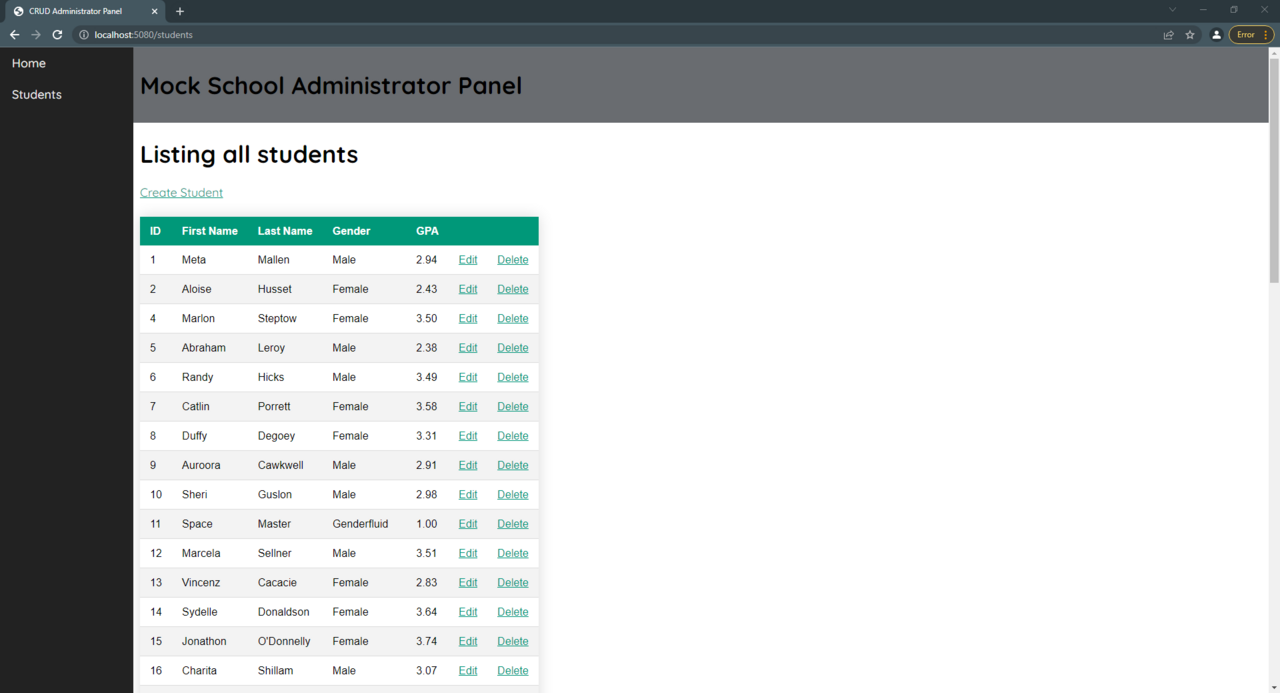 CRUD Administrator Panel
localhost:5080/students
Error
Home
Students
Mock School Administrator Panel
Listing all students
Create Student
ID First Name Last Name Gender GPA
1 Meta Mallen Male 2.94 Edit Delete
2 Aloise Husset Female 2.43 Edit Delete
4 Marlon Steptow Female 3.50 Edit Delete
5 Abraham Leroy Male 2.38 Edit Delete
6 Randy Hicks Male 3.49 Edit Delete
7 Catlin Porrett Female 3.58 Edit Delete
8 Duffy Degoey Female 3.31 Edit Delete
9 Auroora Cawkwell Male 2.91 Edit Delete
10 Sheri Guslon Male 2.98 Edit Delete
11 Space Master Genderfluid 1.00 Edit Delete
12 Marcela Sellner Male 3.51 Edit Delete
13 Vincenz Cacacie Female 2.83 Edit Delete
14 Sydelle Donaldson Female 3.64 Edit Delete
15 Jonathon O'Donnelly Female 3.74 Edit Delete
16 Charita Shillam Male 3.07 Edit Delete